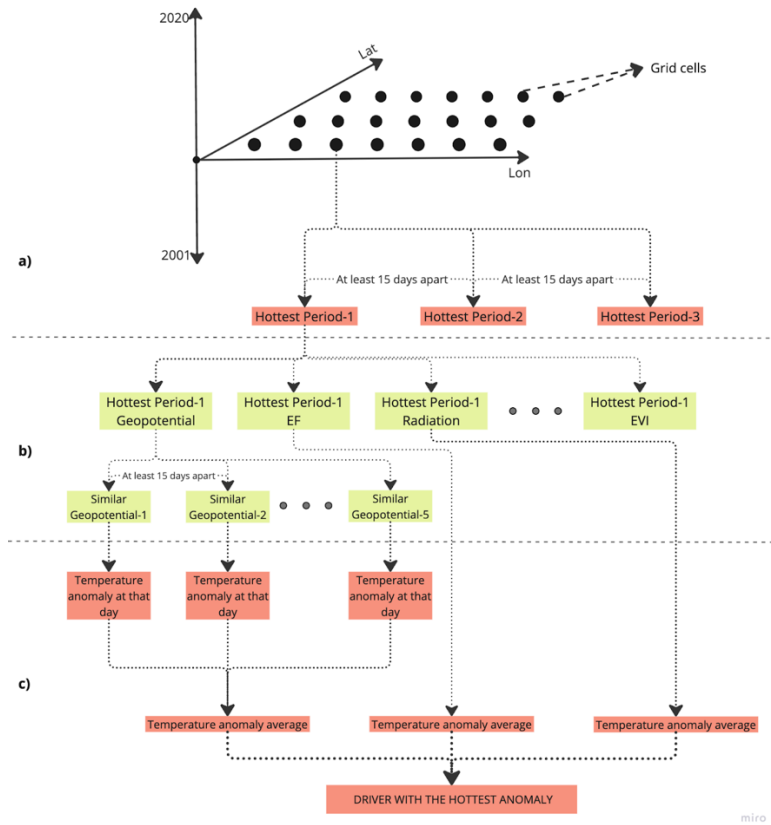 2020
Lat
Grid cells
Lon
2001
a)
At least 15 days apart
At least 15 days apart
Hottest Period-1
Hottest Period-2
Hottest Period-3
Hottest Period-1
Geopotential
Hottest Period-1
EF
Hottest Period-1
Radiation
Hottest Period-1
EVI
b)
At least 15 days apart
Similar
Geopotential-1
Similar
Geopotential-2
Similar
Geopotential-5
Temperature
anomaly at that
day
Temperature
anomaly at that
day
Temperature
anomaly at that
day
c)
Temperature anomaly average
Temperature anomaly average
Temperature anomaly average
DRIVER WITH THE HOTTEST ANOMALY
miro